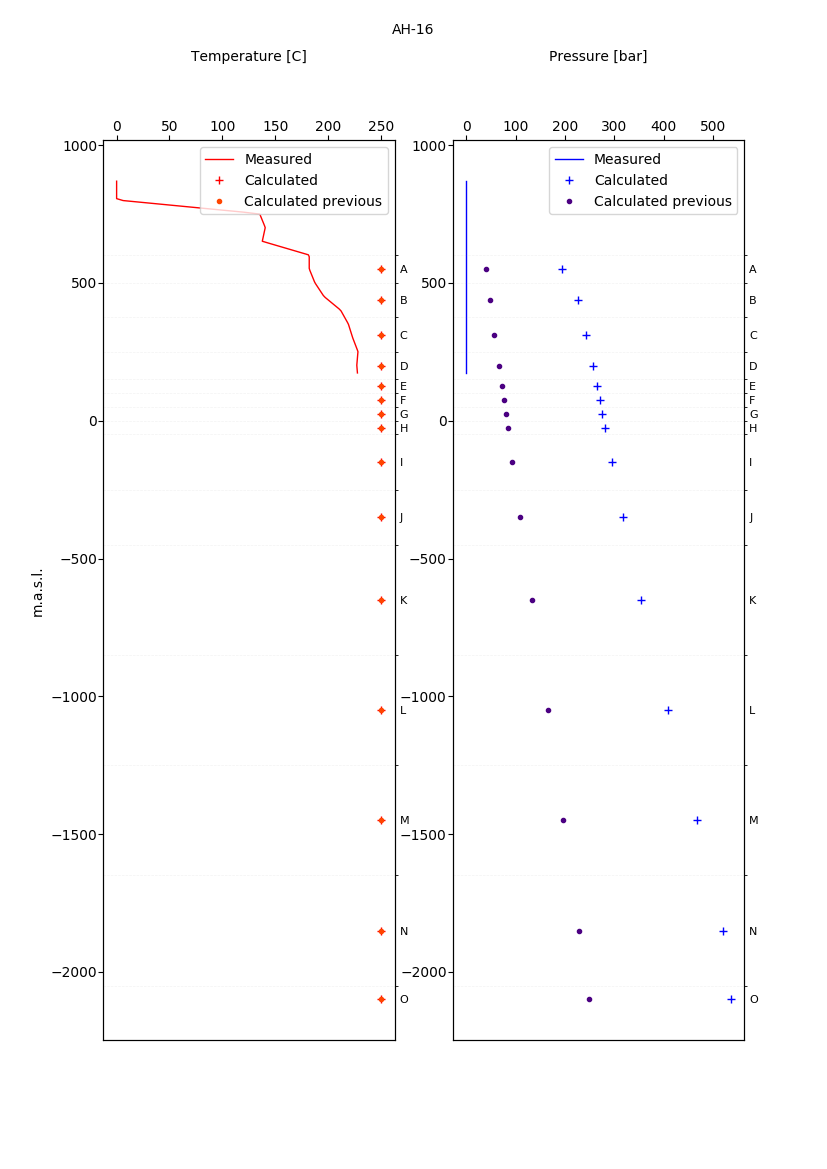 AH-16
Temperature [C]
Pressure [bar]
0 50 100 150 200 250
0 100 200 300 400 500
1000
500
0
−500
−1000
−1500
−2000
m.a.s.l.
Measured
Calculated
Calculated previous
A
B
C
D
E
F
G
H
I
J
K
L
M
N
O
1000
500
0
−500
−1000
−1500
−2000
Measured
Calculated
Calculated previous
A
B
C
D
E
F
G
H
I
J
K
L
M
N
O